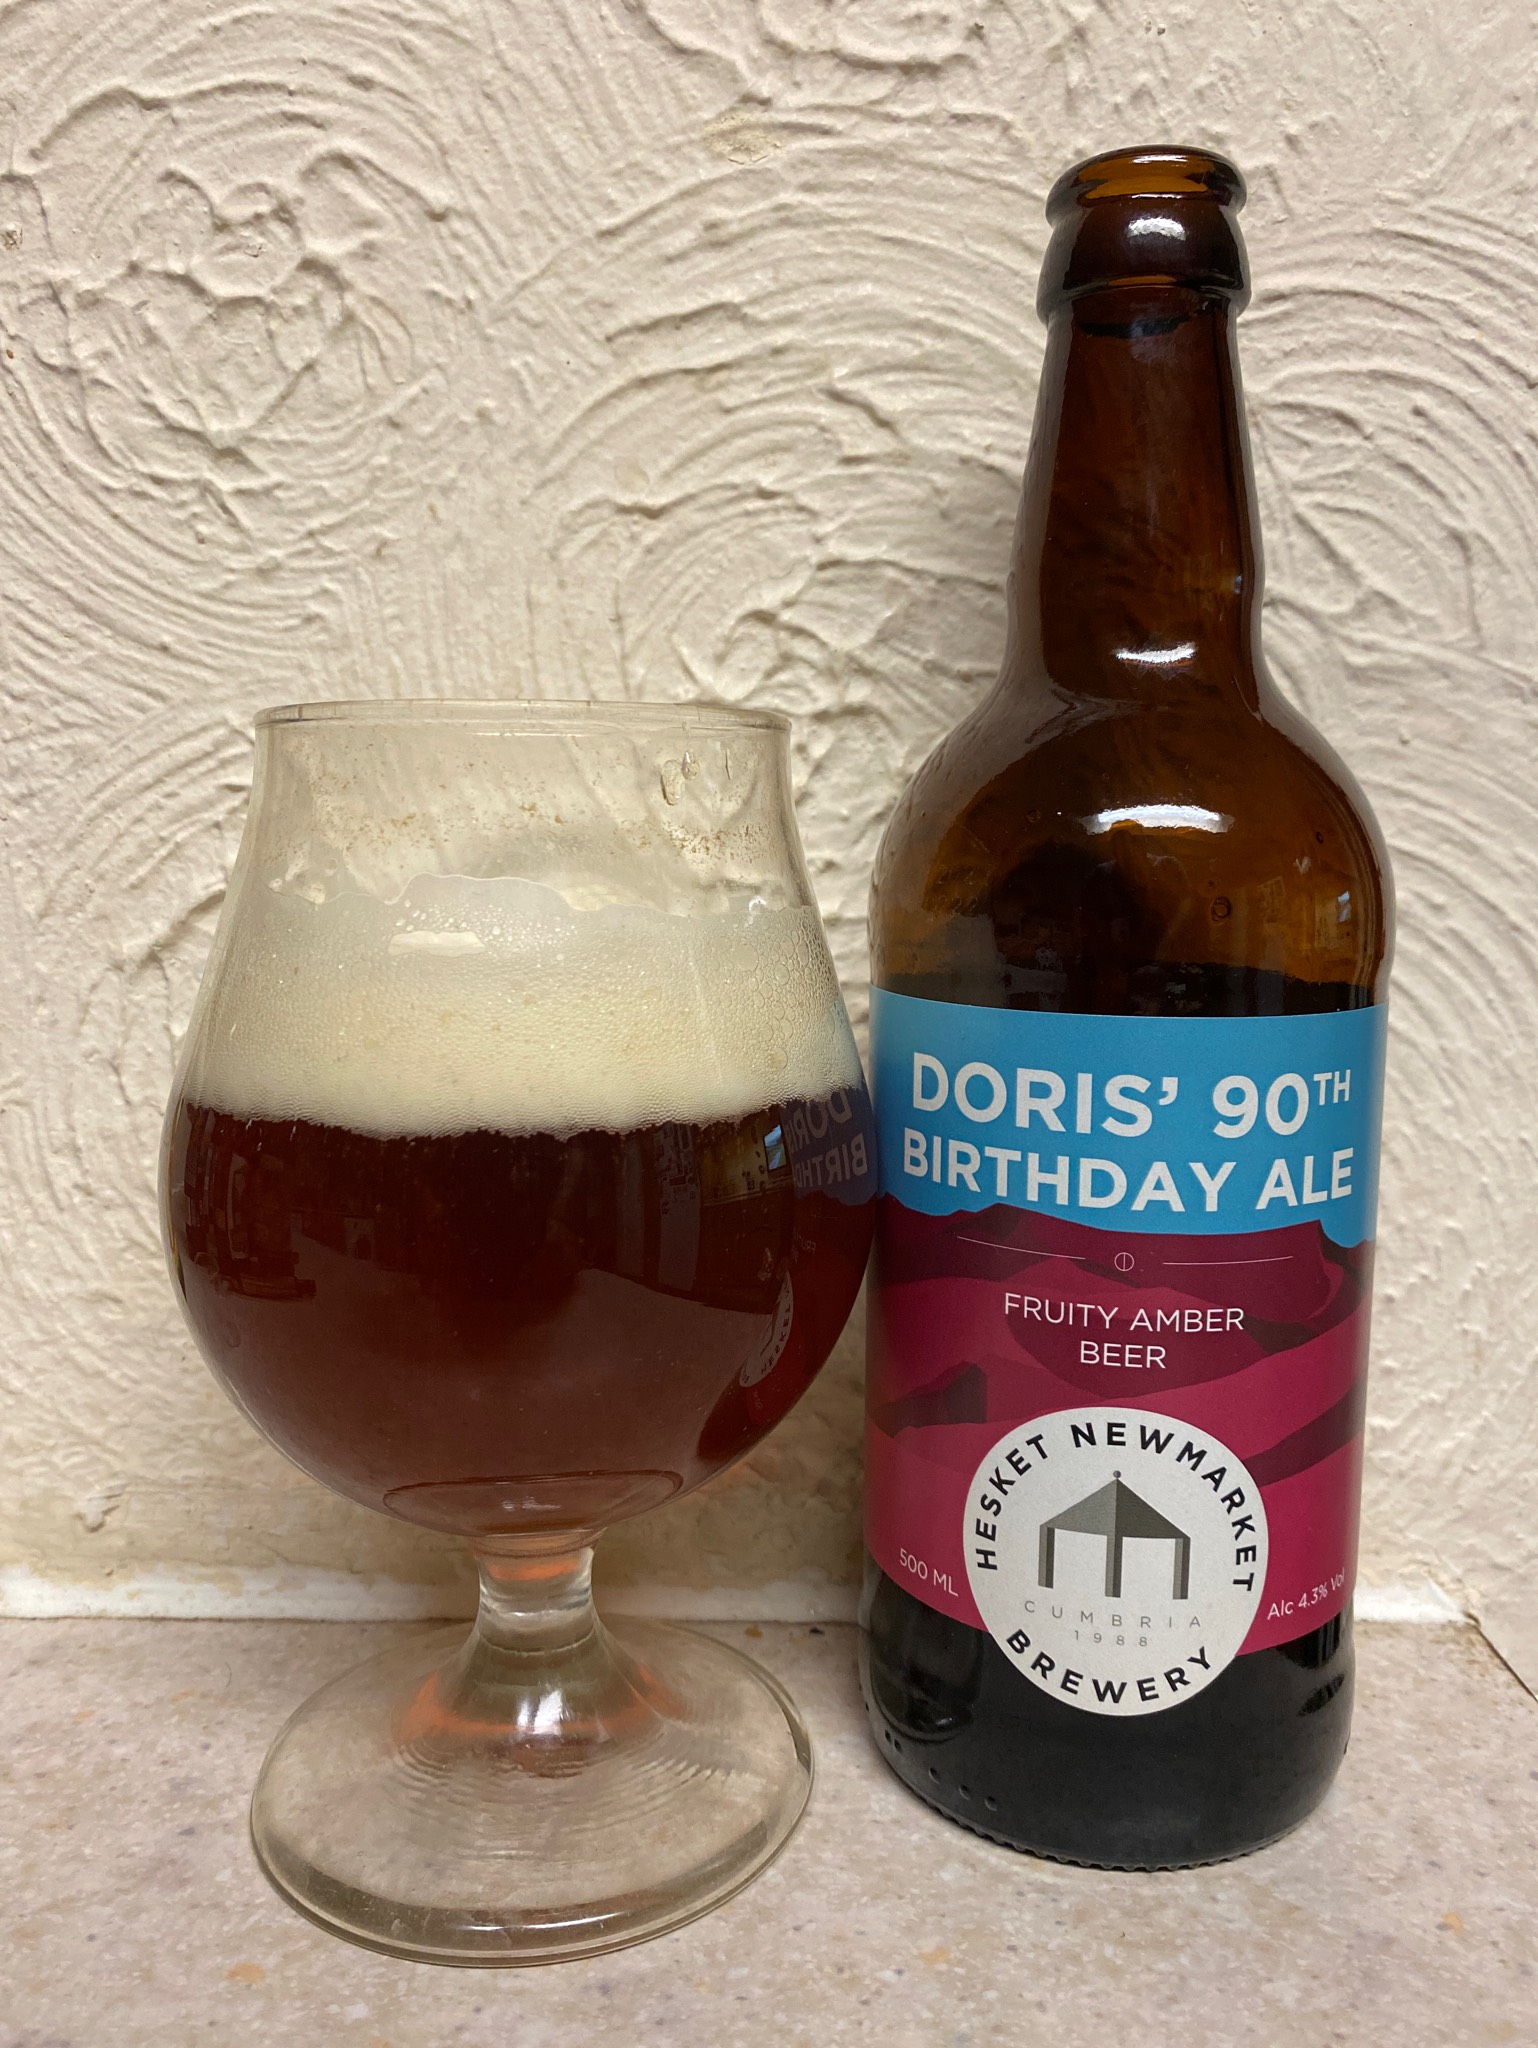 DORIS' 90TH
BIRTHDAY ALE
FRUITY AMBER
BEER
HESKET NEWMARKET
CUMBRIA
1988
BREWERY
500 ML
Alc 4.3% Vol